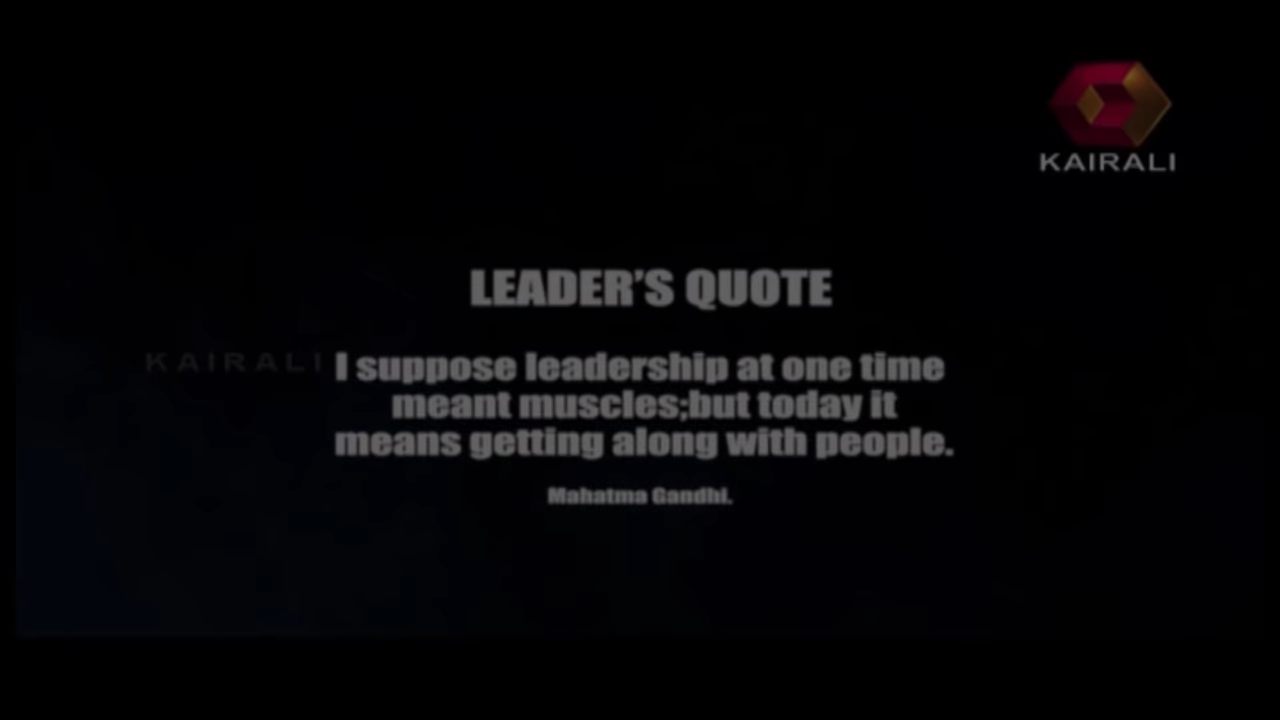 KAIRALI
LEADER'S QUOTE
KAIRALI
I suppose leadership at one time
meant muscles;but today it
means getting along with people.
Mahatma Gandhi.